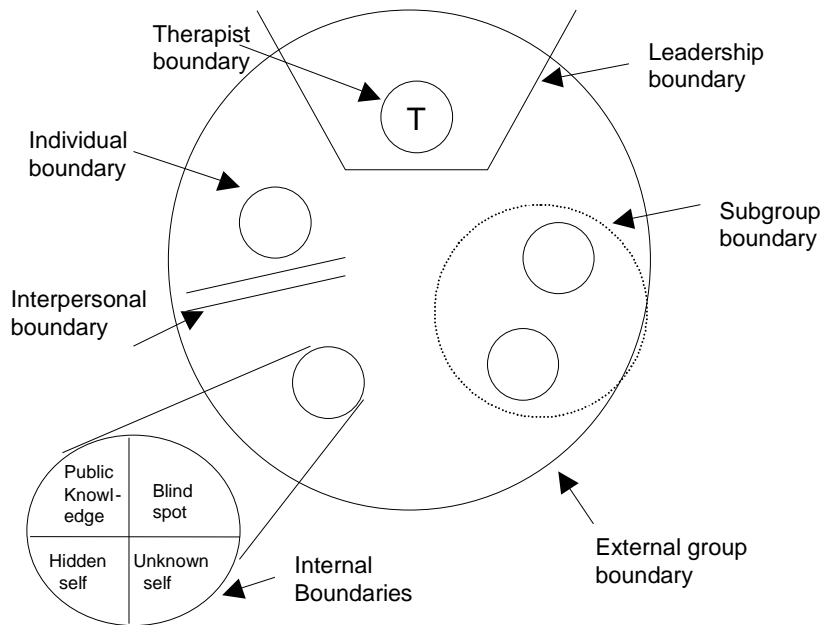 Therapist
boundary
Leadership
boundary
T
Individual
boundary
Subgroup
boundary
Interpersonal
boundary
Public
Knowl-
edge
Blind
spot
Hidden
self
Unknown
self
Internal
Boundaries
External group
boundary